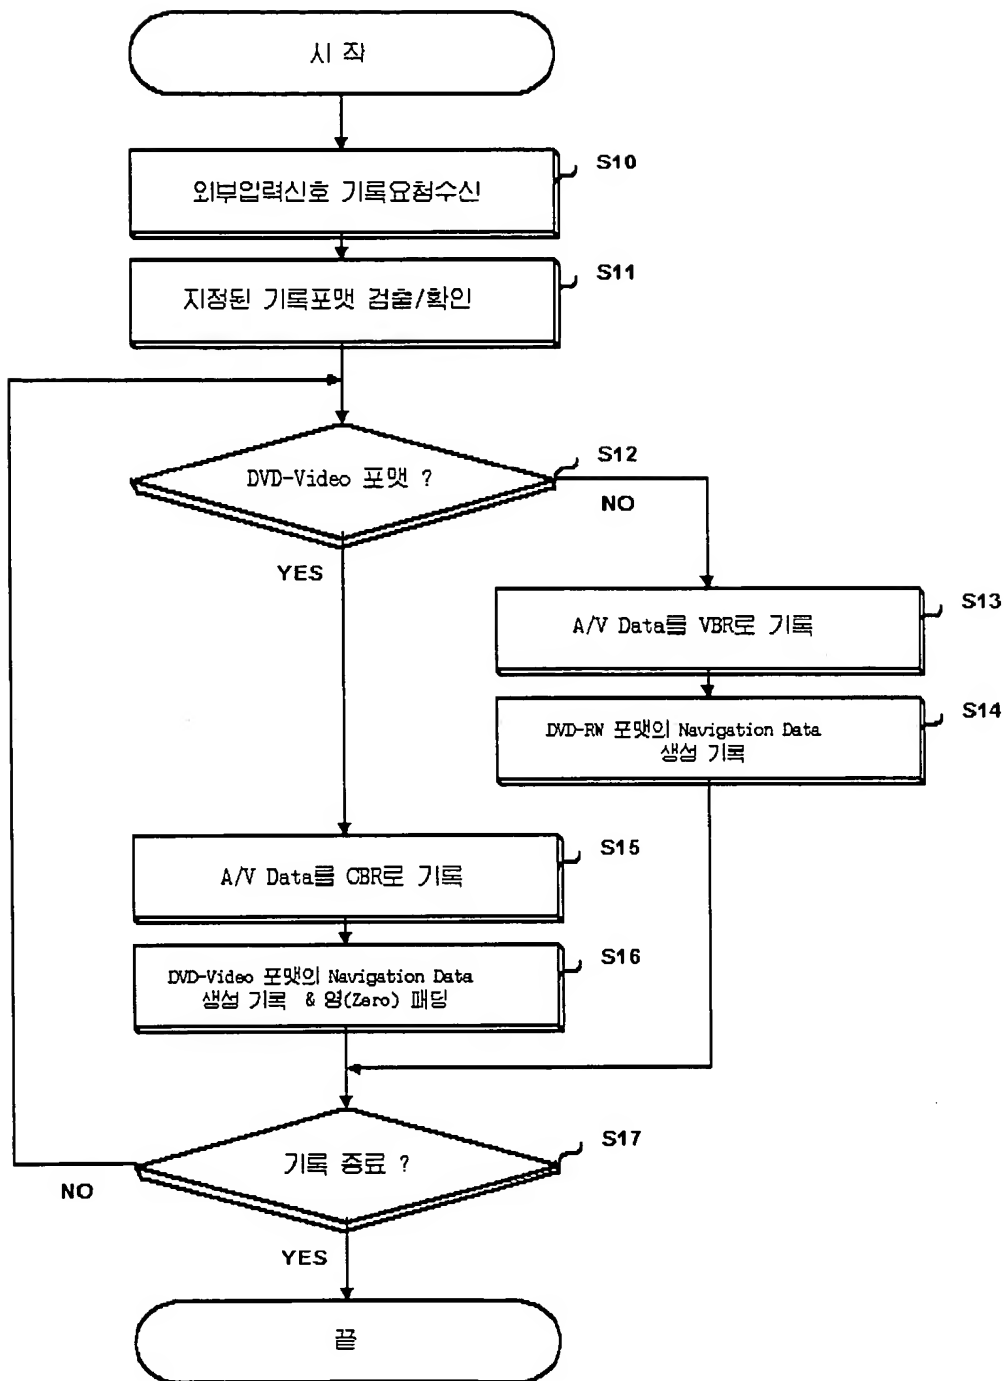 시 작
S10
외부입력신호 기록요청수신
S11
지정된 기록포맷 검출/확인
S12
DVD-Video 포맷 ?
NO
YES
S13
A/V Data를 VBR로 기록
S14
DVD-RW 포맷의 Navigation Data
생성 기록
S15
A/V Data를 CBR로 기록
S16
DVD-Video 포맷의 Navigation Data
생성 기록 & 영(Zero) 패딩
S17
기록 종료 ?
NO
YES
끝